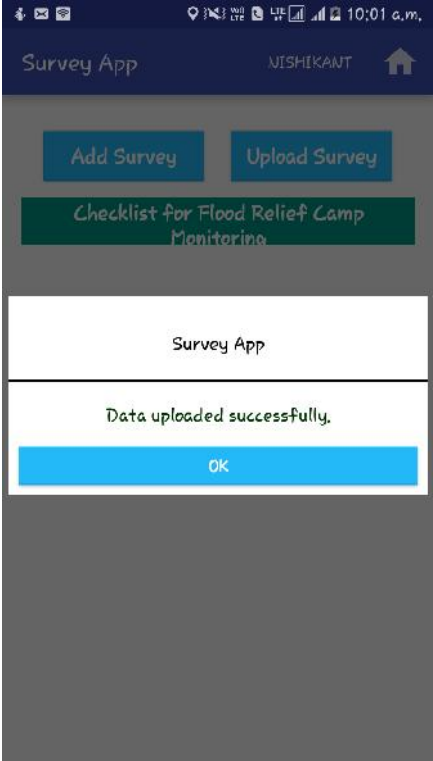 10:01 a.m.
Survey App NISHIKANT
Add Survey Upload Survey
Checklist for Flood Relief Camp
Monitoring
Survey App
Data uploaded successfully.
OK